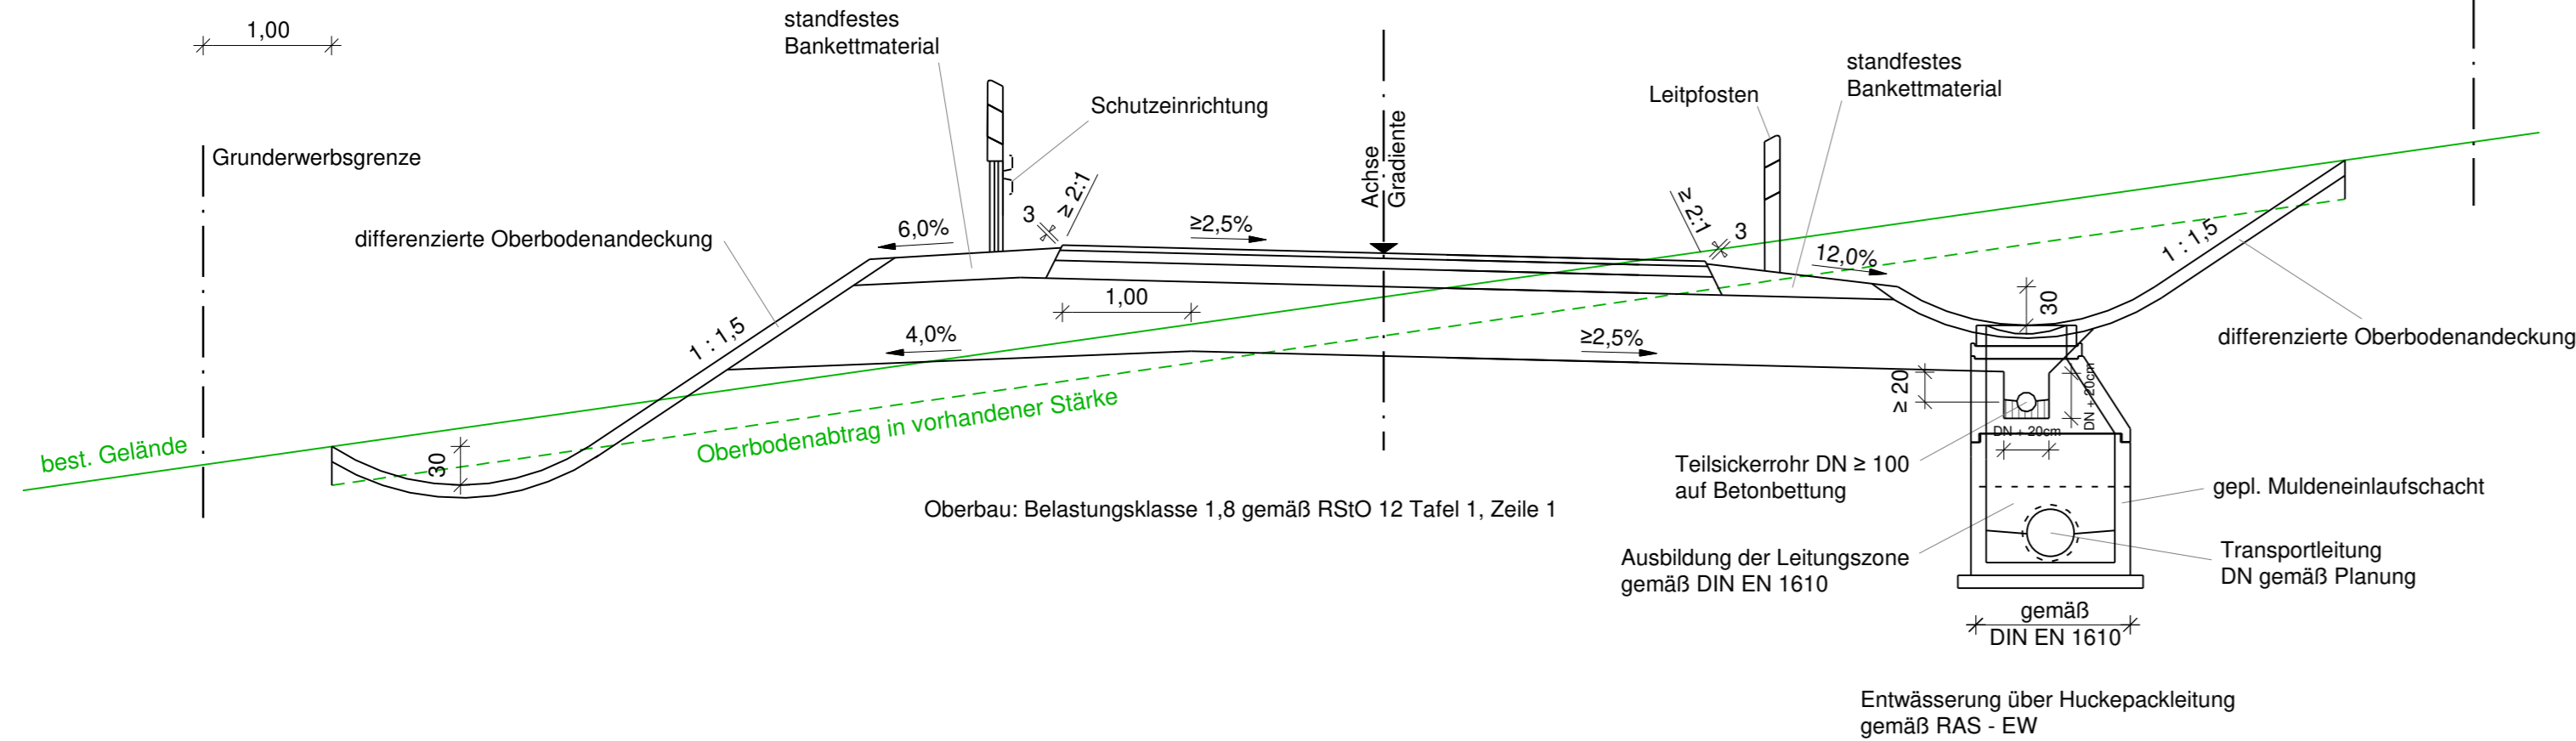 1,00
standfestes
Bankettmaterial
Schutzeinrichtung
Grunderwerbsgrenze
differenzierte Oberbodenandeckung
6,0%
3
≥ 2:1
≥2,5%
Achse
Gradiente
Leitpfosten
standfestes
Bankettmaterial
≥ 2:1
3
12,0%
1 : 1,5
30
differenzierte Oberbodenandeckung
1 : 1,5
1,00
4,0%
≥2,5%
≥ 20
DN + 20cm
DN + 20cm
best. Gelände
30
Oberbodenabtrag in vorhandener Stärke
Oberbau: Belastungsklasse 1,8 gemäß RStO 12 Tafel 1, Zeile 1
Teilsickerrohr DN ≥ 100
auf Betonbettung
gepl. Muldeneinlaufschacht
Ausbildung der Leitungszone
gemäß DIN EN 1610
Transportleitung
DN gemäß Planung
gemäß
DIN EN 1610
Entwässerung über Huckepackleitung
gemäß RAS - EW